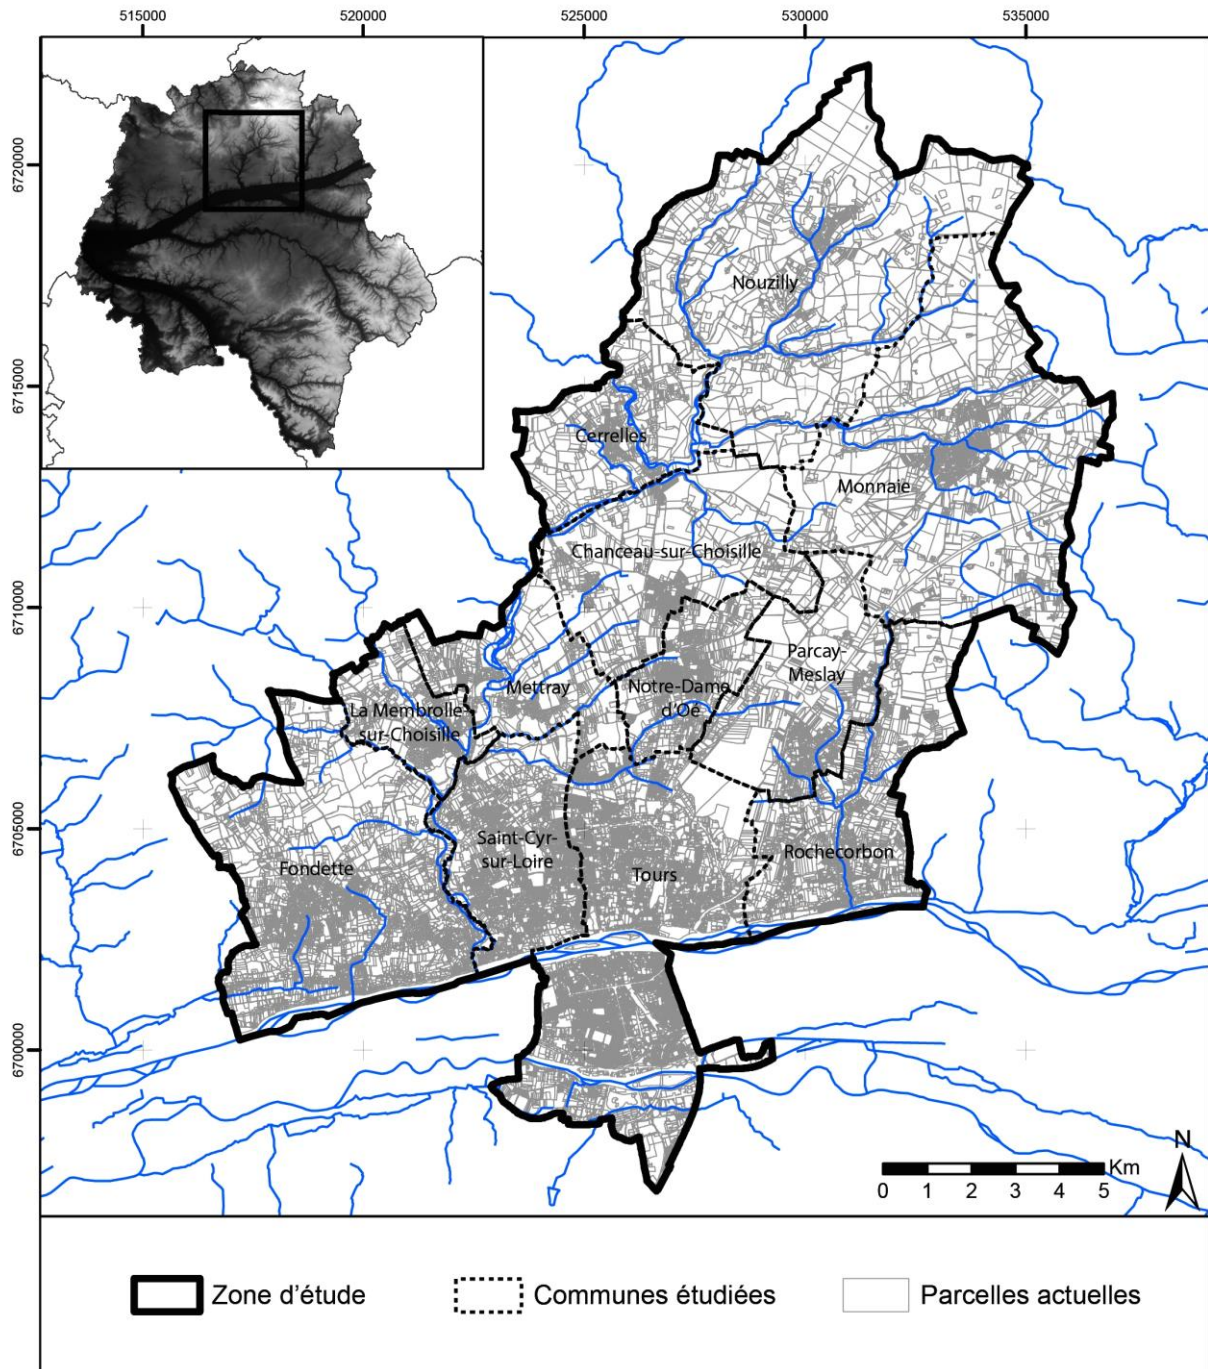 515000
520000
525000
530000
535000
6720000
6715000
6710000
6705000
6700000
Nouzilly
Cerrelles
Monnaie
Chanceau-sur-Choisille
Parcay-
Meslay
Mettray
Notre-Dame
d'Oé
La Membrolle-
sur-Choisille
Saint-Cyr-
sur-Loire
Fondette
Tours
Rochecorbon
N
Km
0 1 2 3 4 5
Zone d'étude
Communes étudiées
Parcelles actuelles